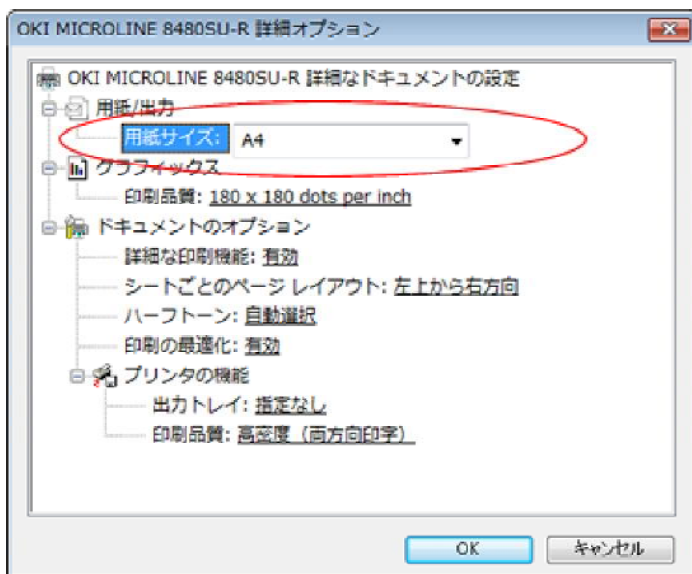 OKI MICROLINE 8480SU-R 詳細オプション
OKI MICROLINE 8480SU-R 詳細なドキュメントの設定
用紙/出力
用紙サイズ: A4
グラフィックス
印刷品質: 180 x 180 dots per inch
ドキュメントのオプション
詳細な印刷機能: 有効
シートごとのページ レイアウト: 左上から右方向
ハーフトーン: 自動選択
印刷の最適化: 有効
プリンタの機能
出力トレイ: 指定なし
印刷品質: 高密度（両方向印字）
OK キャンセル